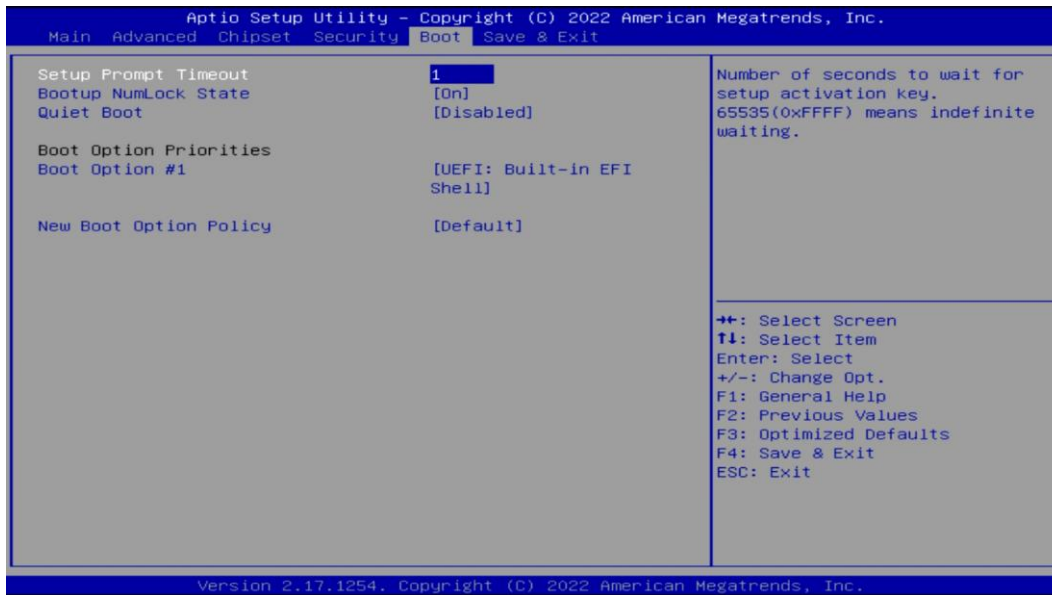 Aptio Setup Utility – Copyright (C) 2022 American Megatrends, Inc.
Main Advanced Chipset Security Boot Save & Exit
Setup Prompt Timeout 1
Bootup NumLock State [On]
Quiet Boot [Disabled]
Boot Option Priorities
Boot Option #1 [UEFI: Built-in EFI
Shell]
New Boot Option Policy [Default]
Number of seconds to wait for
setup activation key.
65535(0xFFFF) means indefinite
waiting.
→←: Select Screen
↑↓: Select Item
Enter: Select
+/-: Change Opt.
F1: General Help
F2: Previous Values
F3: Optimized Defaults
F4: Save & Exit
ESC: Exit
Version 2.17.1254. Copyright (C) 2022 American Megatrends, Inc.